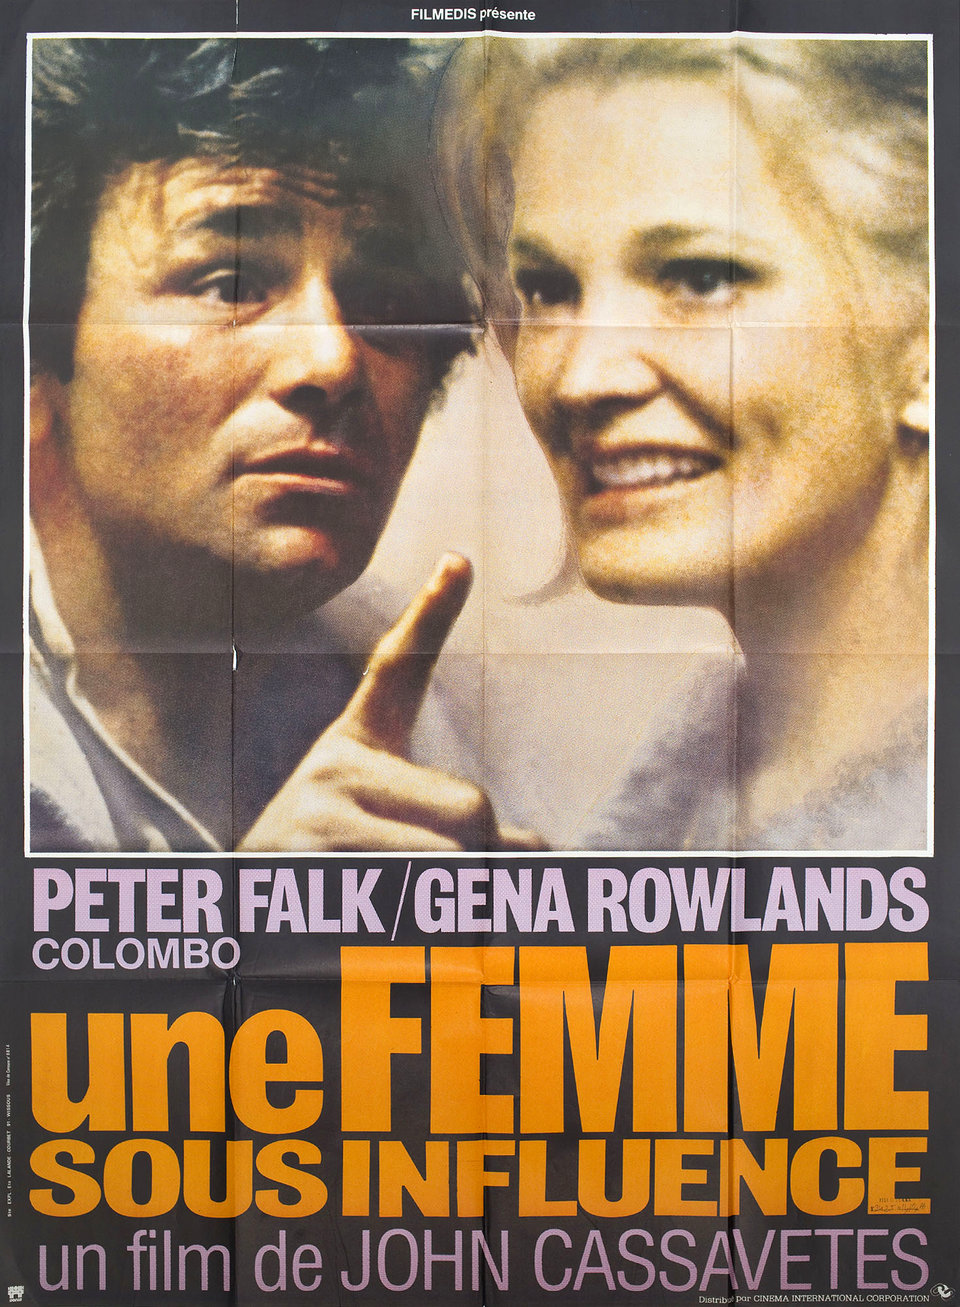 FILMEDIS présente
PETER FALK/GENA ROWLANDS
COLOMBO
une FEMME
SOUS INFLUENCE
un film de JOHN CASSAVETES
Distribué par CINEMA INTERNATIONAL CORPORATION